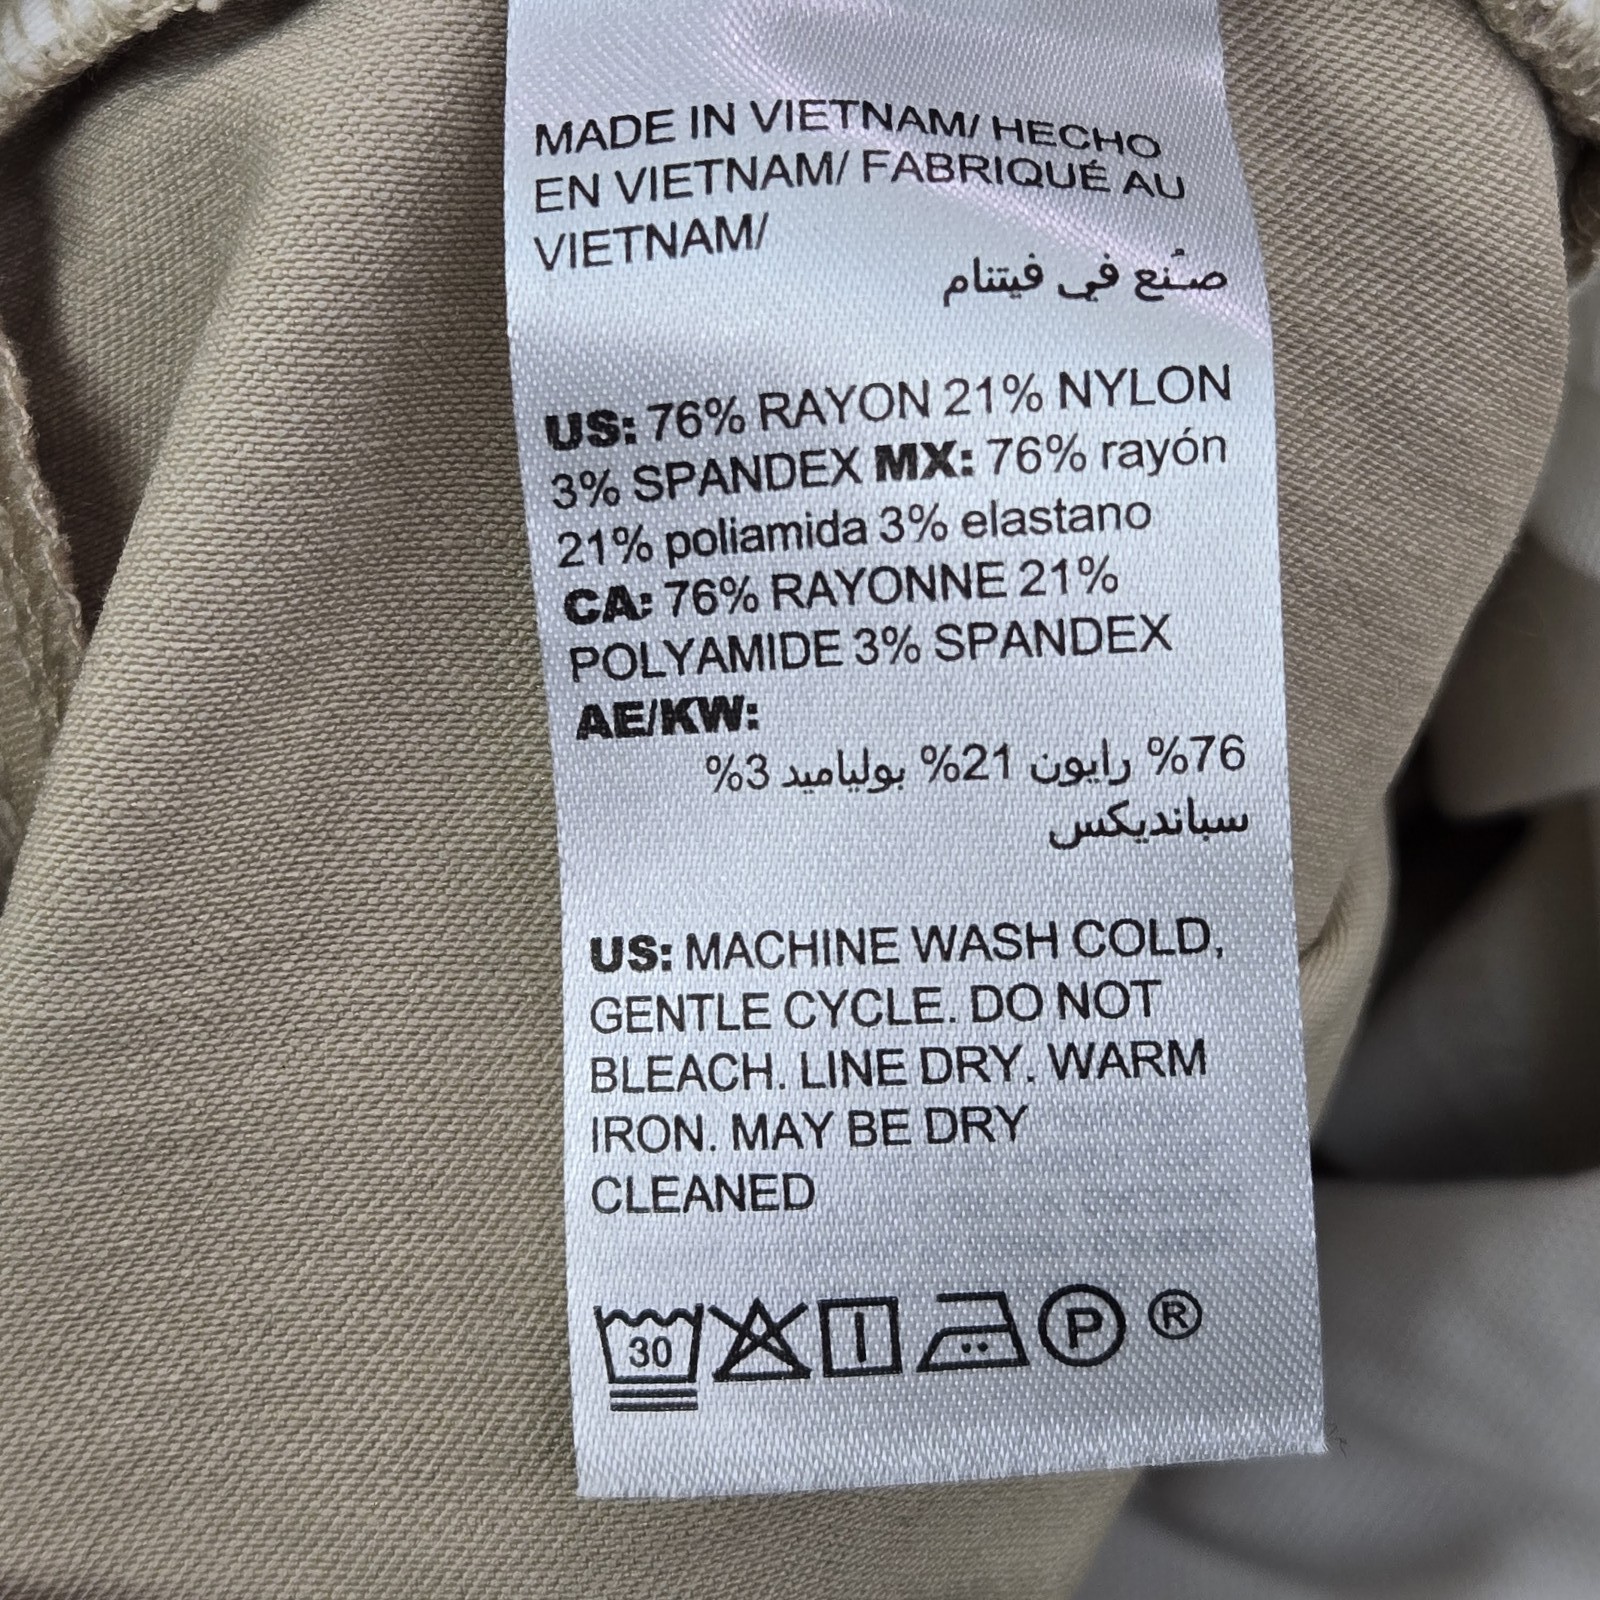 MADE IN VIETNAM/ HECHO
EN VIETNAM/ FABRIQUÉ AU
VIETNAM/
صُنع في فيتنام
US: 76% RAYON 21% NYLON
3% SPANDEX MX: 76% rayón
21% poliamida 3% elastano
CA: 76% RAYONNE 21%
POLYAMIDE 3% SPANDEX
AE/KW:
76% رايون 21% بولياميد 3%
سبانديكس
US: MACHINE WASH COLD,
GENTLE CYCLE. DO NOT
BLEACH. LINE DRY. WARM
IRON. MAY BE DRY
CLEANED
30 P ®